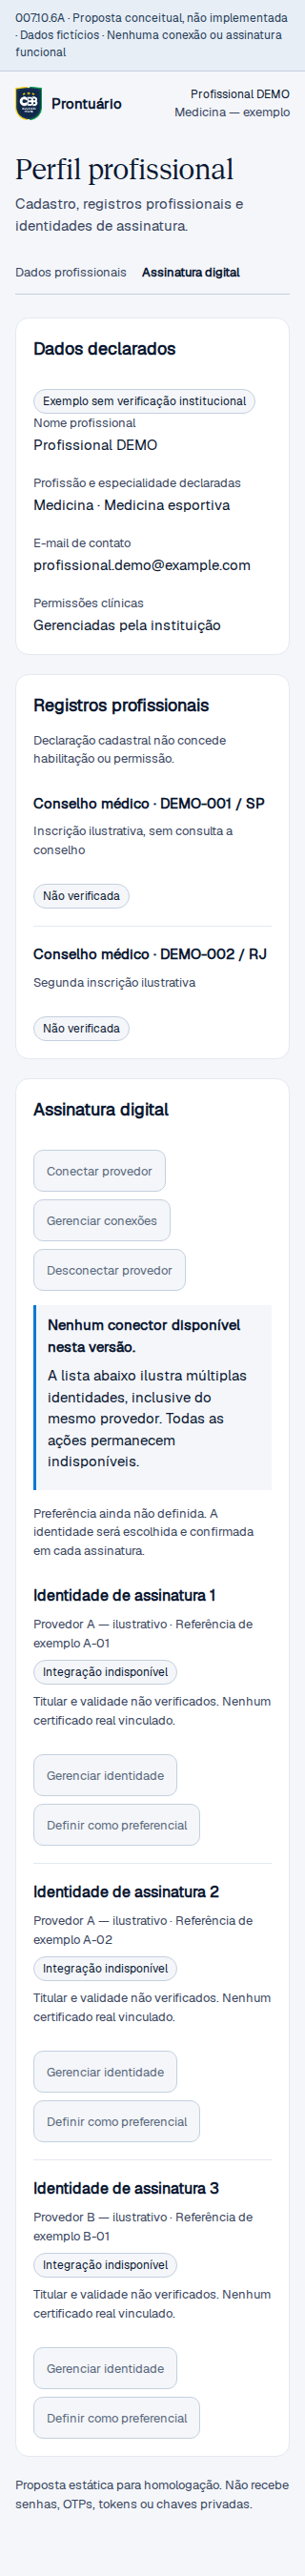 007.10.6A · Proposta conceitual, não implementada
· Dados fictícios · Nenhuma conexão ou assinatura
funcional
CBB
Prontuário
Profissional DEMO
Medicina — exemplo
Perfil profissional
Cadastro, registros profissionais e
identidades de assinatura.
Dados profissionais Assinatura digital
Dados declarados
Exemplo sem verificação institucional
Nome profissional
Profissional DEMO
Profissão e especialidade declaradas
Medicina · Medicina esportiva
E-mail de contato
profissional.demo@example.com
Permissões clínicas
Gerenciadas pela instituição
Registros profissionais
Declaração cadastral não concede
habilitação ou permissão.
Conselho médico · DEMO-001 / SP
Inscrição ilustrativa, sem consulta a
conselho
Não verificada
Conselho médico · DEMO-002 / RJ
Segunda inscrição ilustrativa
Não verificada
Assinatura digital
Conectar provedor
Gerenciar conexões
Desconectar provedor
Nenhum conector disponível
nesta versão.
A lista abaixo ilustra múltiplas
identidades, inclusive do
mesmo provedor. Todas as
ações permanecem
indisponíveis.
Preferência ainda não definida. A
identidade será escolhida e confirmada
em cada assinatura.
Identidade de assinatura 1
Provedor A — ilustrativo · Referência de
exemplo A-01
Integração indisponível
Titular e validade não verificados. Nenhum
certificado real vinculado.
Gerenciar identidade
Definir como preferencial
Identidade de assinatura 2
Provedor A — ilustrativo · Referência de
exemplo A-02
Integração indisponível
Titular e validade não verificados. Nenhum
certificado real vinculado.
Gerenciar identidade
Definir como preferencial
Identidade de assinatura 3
Provedor B — ilustrativo · Referência de
exemplo B-01
Integração indisponível
Titular e validade não verificados. Nenhum
certificado real vinculado.
Gerenciar identidade
Definir como preferencial
Proposta estática para homologação. Não recebe
senhas, OTPs, tokens ou chaves privadas.